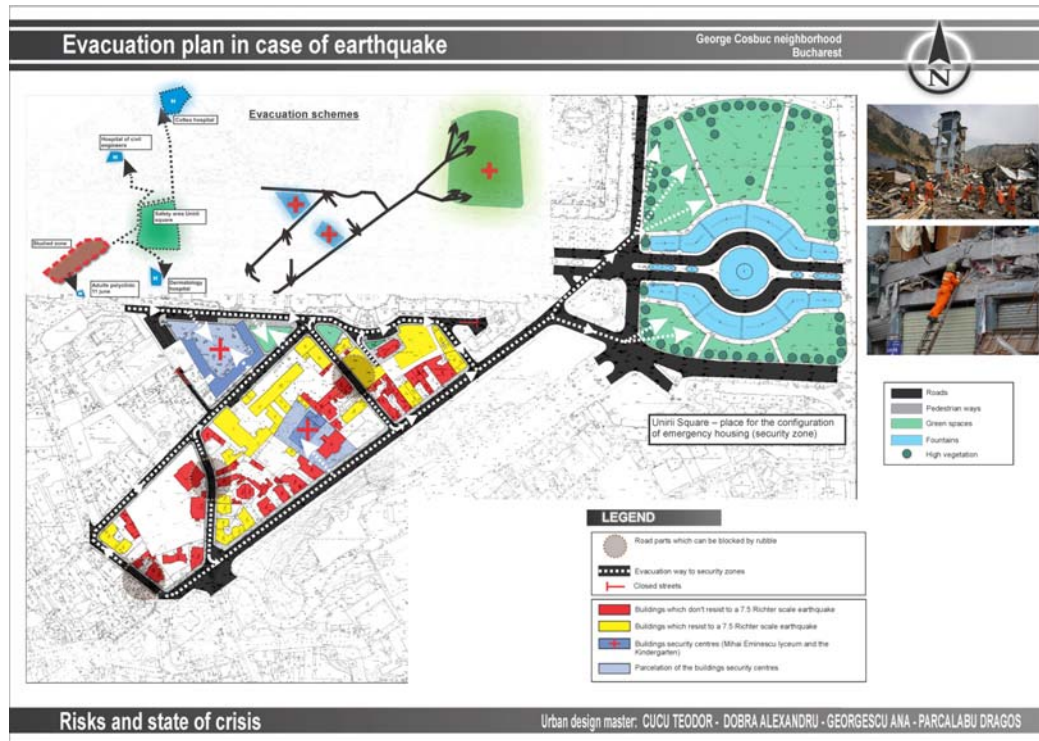 Evacuation plan in case of earthquake
George Cosbuc neighborhood
Bucharest
N
Evacuation schemes
H
Coltea hospital
Hospital of civil
engineers
H
Safety area Unirii
square
Studied zone
H
Adults polyclinic
11 june
Dermatology
hospital
Unirii Square – place for the configuration
of emergency housing (security zone)
Roads
Pedestrian ways
Green spaces
Fountains
High vegetation
LEGEND
Road parts which can be blocked by rubble
Evacuation way to security zones
Closed streets
Buildings which don't resist to a 7.5 Richter scale earthquake
Buildings which resist to a 7.5 Richter scale earthquake
Buildings security centres (Mihai Eminescu lyceum and the
Kindergarten)
Parcelation of the buildings security centres
Risks and state of crisis
Urban design master: CUCU TEODOR - DOBRA ALEXANDRU - GEORGESCU ANA - PARCALABU DRAGOS